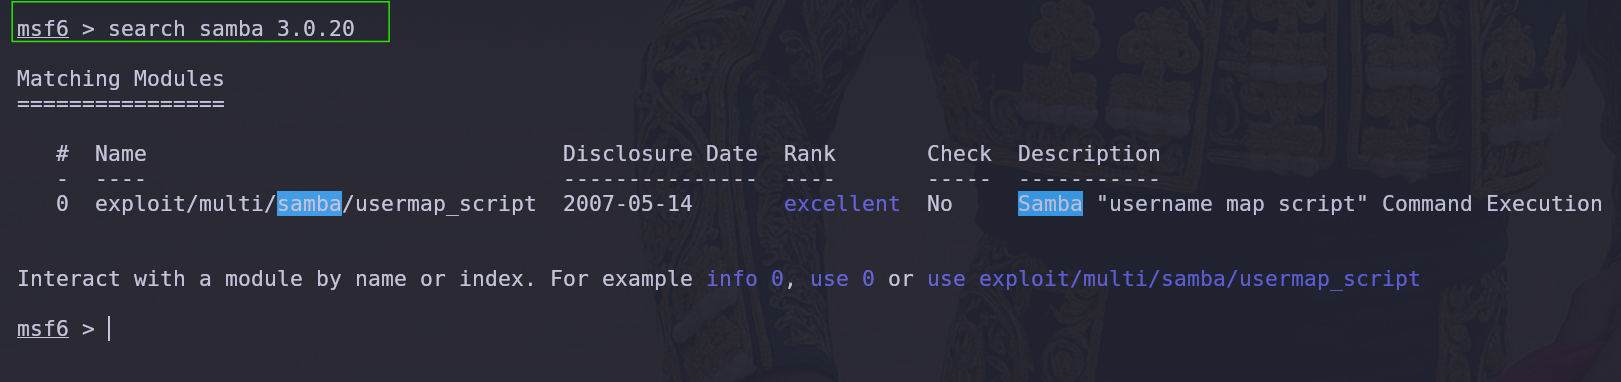 msf6 > search samba 3.0.20
Matching Modules
================
# Name Disclosure Date Rank Check Description
- ---- --------------- ---- ----- -----------
0 exploit/multi/samba/usermap_script 2007-05-14 excellent No Samba "username map script" Command Execution
Interact with a module by name or index. For example info 0, use 0 or use exploit/multi/samba/usermap_script
msf6 >